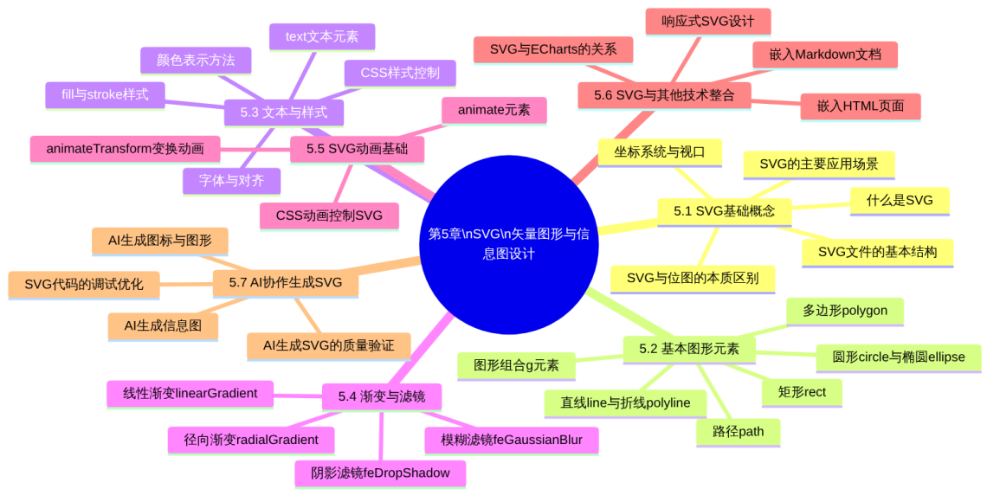 第5章\nSVG\n矢量图形与信
息图设计
5.1 SVG基础概念
什么是SVG
SVG与位图的本质区别
SVG的主要应用场景
SVG文件的基本结构
坐标系统与视口
5.2 基本图形元素
矩形rect
圆形circle与椭圆ellipse
直线line与折线polyline
多边形polygon
路径path
图形组合g元素
5.3 文本与样式
text文本元素
字体与对齐
fill与stroke样式
颜色表示方法
CSS样式控制
5.4 渐变与滤镜
线性渐变linearGradient
径向渐变radialGradient
模糊滤镜feGaussianBlur
阴影滤镜feDropShadow
5.5 SVG动画基础
animate元素
animateTransform变换动画
CSS动画控制SVG
5.6 SVG与其他技术整合
嵌入HTML页面
嵌入Markdown文档
SVG与ECharts的关系
响应式SVG设计
5.7 AI协作生成SVG
AI生成图标与图形
AI生成信息图
SVG代码的调试优化
AI生成SVG的质量验证